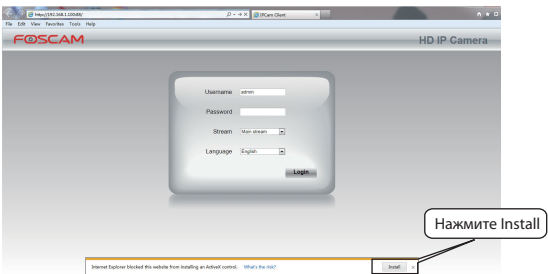 http://192.168.1.100:88/
IPCam Client
File Edit View Favorites Tools Help
FOSCAM
HD IP Camera
Username admin
Password
Stream Main stream
Language English
Login
Нажмите Install
Internet Explorer blocked this website from installing an ActiveX control. What's the risk?
Install